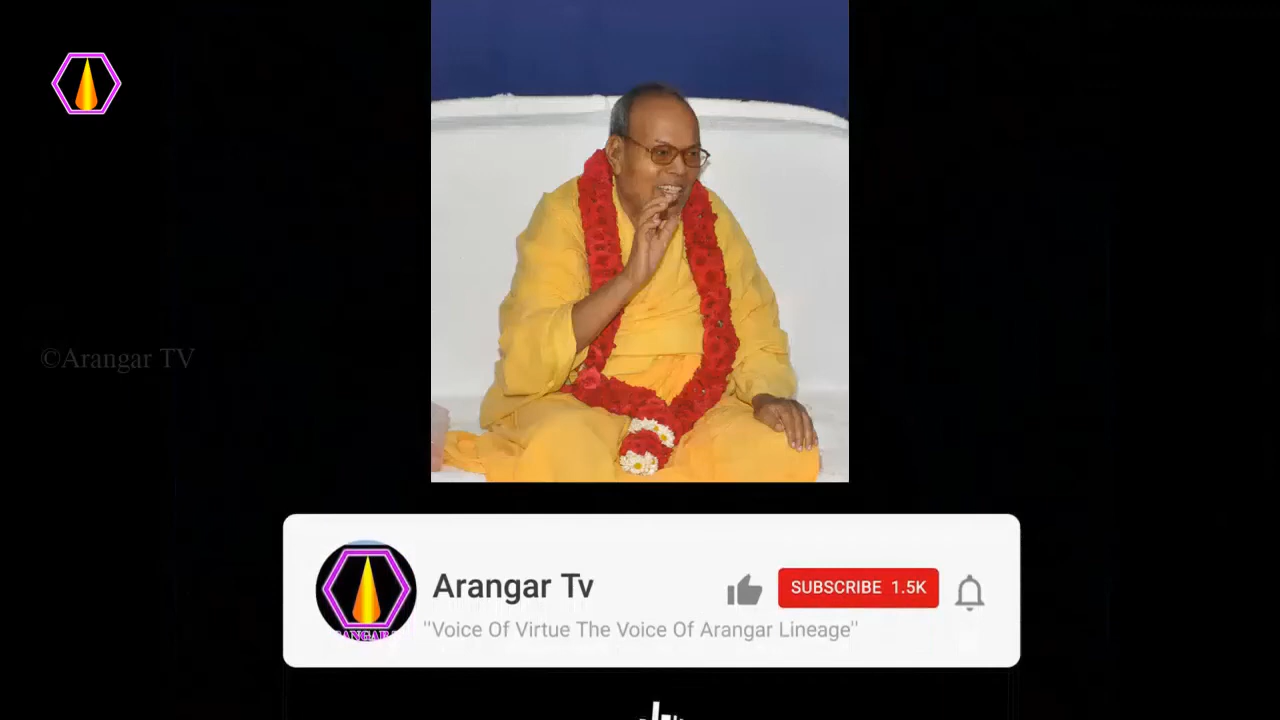 ©Arangar TV
Arangar Tv
SUBSCRIBE 1.5K
"Voice Of Virtue The Voice Of Arangar Lineage"